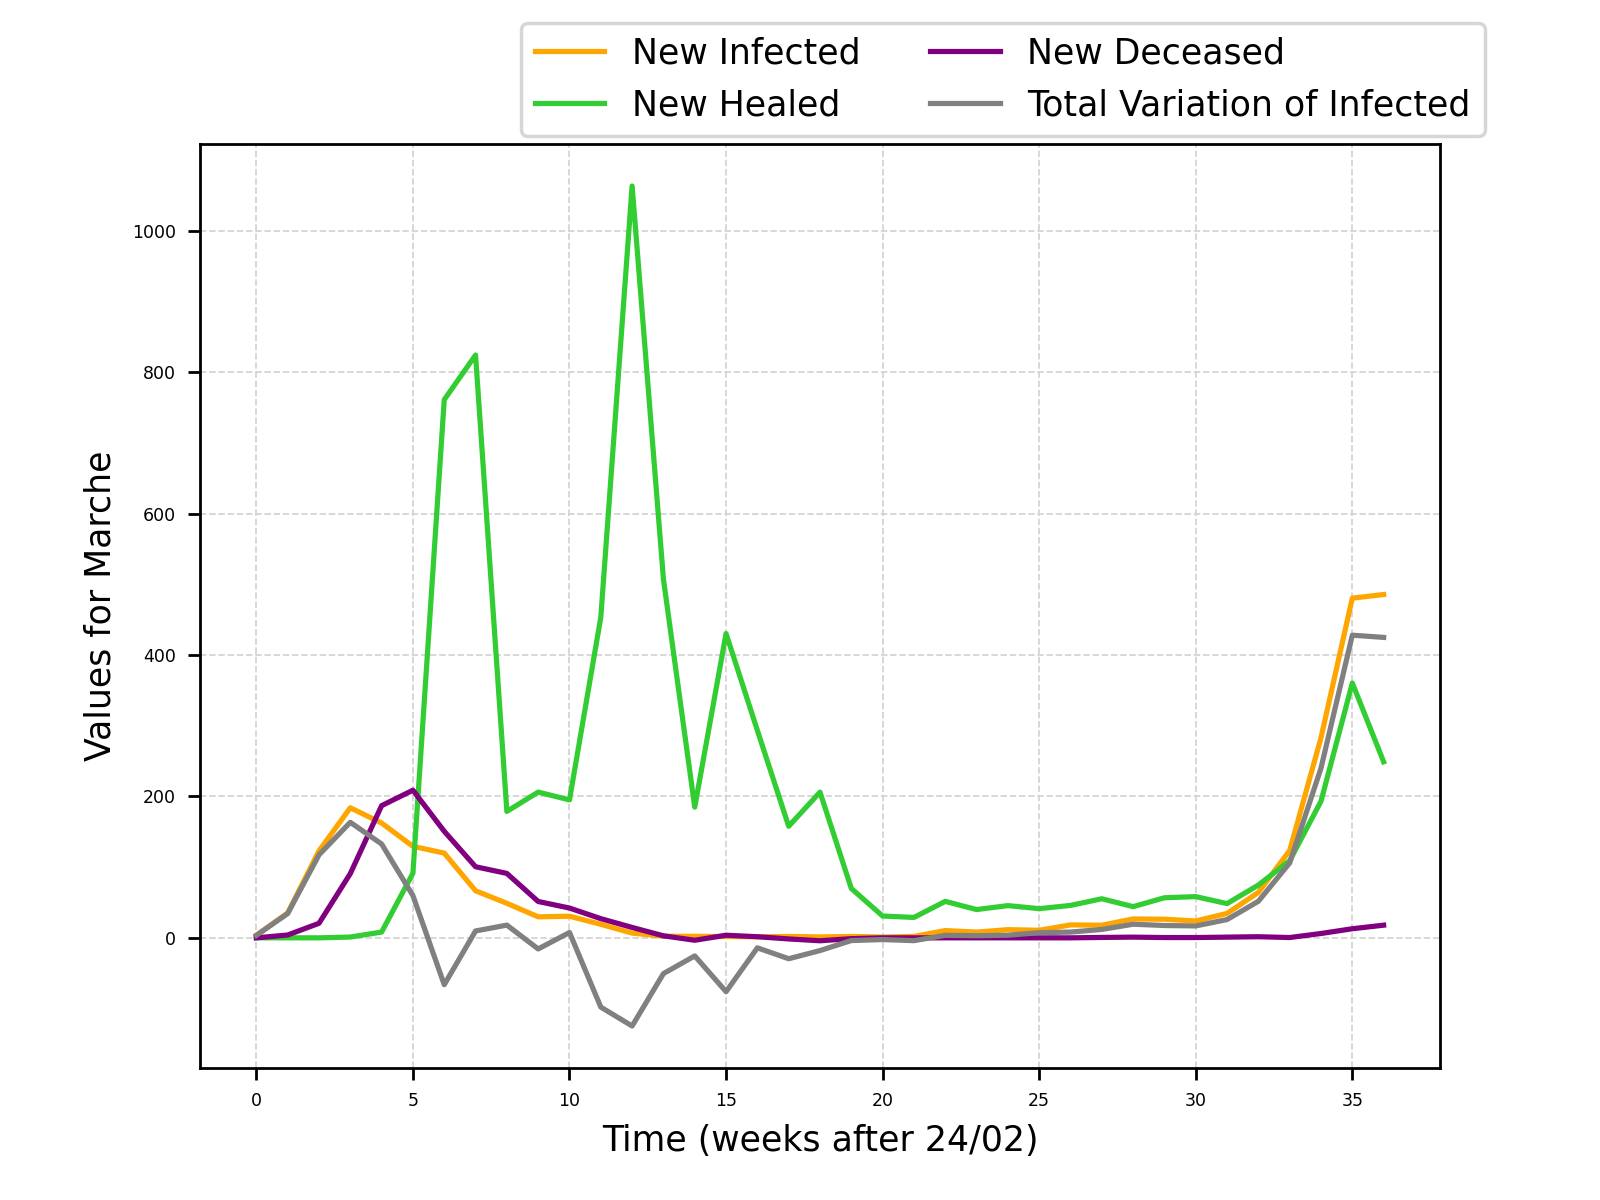 New Infected
New Healed
New Deceased
Total Variation of Infected
Values for Marche
1000
800
600
400
200
0
0 5 10 15 20 25 30 35
Time (weeks after 24/02)